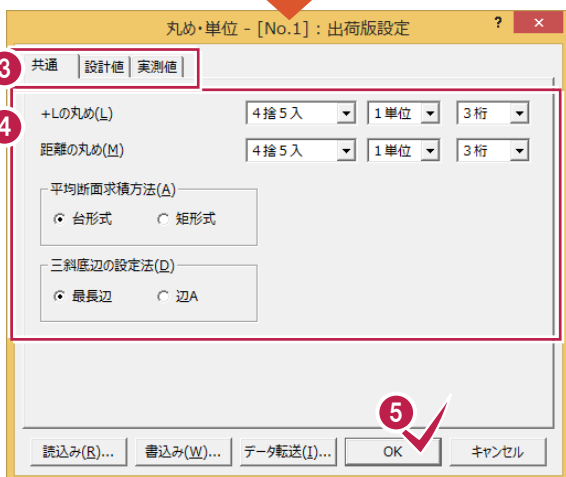 丸め・単位 - [No.1] : 出荷版設定 ? ×
3 共通 設計値 実測値
4
+Lの丸め(L) 4捨5入 1単位 3桁
距離の丸め(M) 4捨5入 1単位 3桁
平均断面求積方法(A)
台形式 矩形式
三斜底辺の設定法(D)
最長辺 辺A
5
読込み(R)... 書込み(W)... データ転送(I)... OK キャンセル